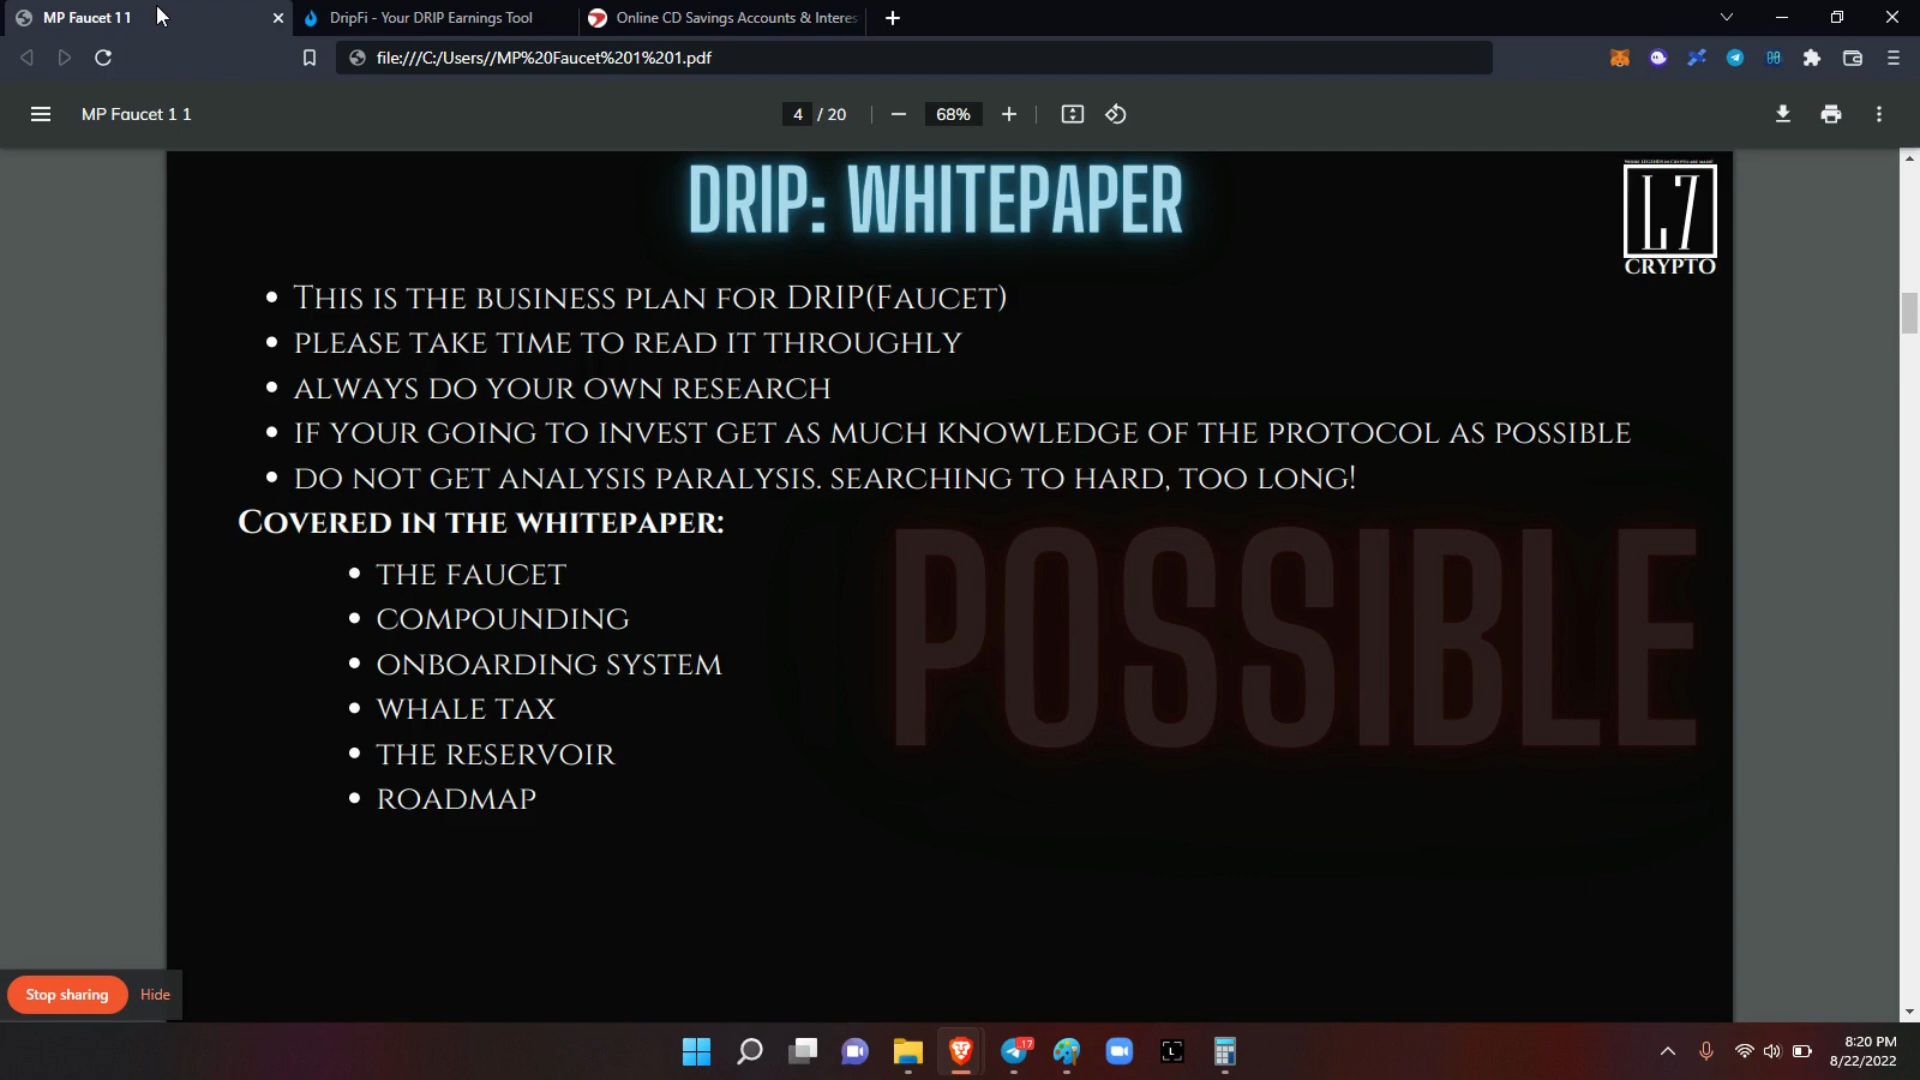 MP Faucet 1 1
DripFi - Your DRIP Earnings Tool
Online CD Savings Accounts & Interes
file:///C:/Users//MP%20Faucet%201%201.pdf
MP Faucet 1 1
4 / 20
68%
DRIP: WHITEPAPER
L7
CRYPTO
• This is the business plan for DRIP(Faucet)
• please take time to read it throughly
• always do your own research
• if your going to invest get as much knowledge of the protocol as possible
• do not get analysis paralysis. searching to hard, too long!
Covered in the whitepaper:
• the faucet
• compounding
• onboarding system
• whale tax
• the reservoir
• roadmap
POSSIBLE
Stop sharing
Hide
17
L
8:20 PM
8/22/2022